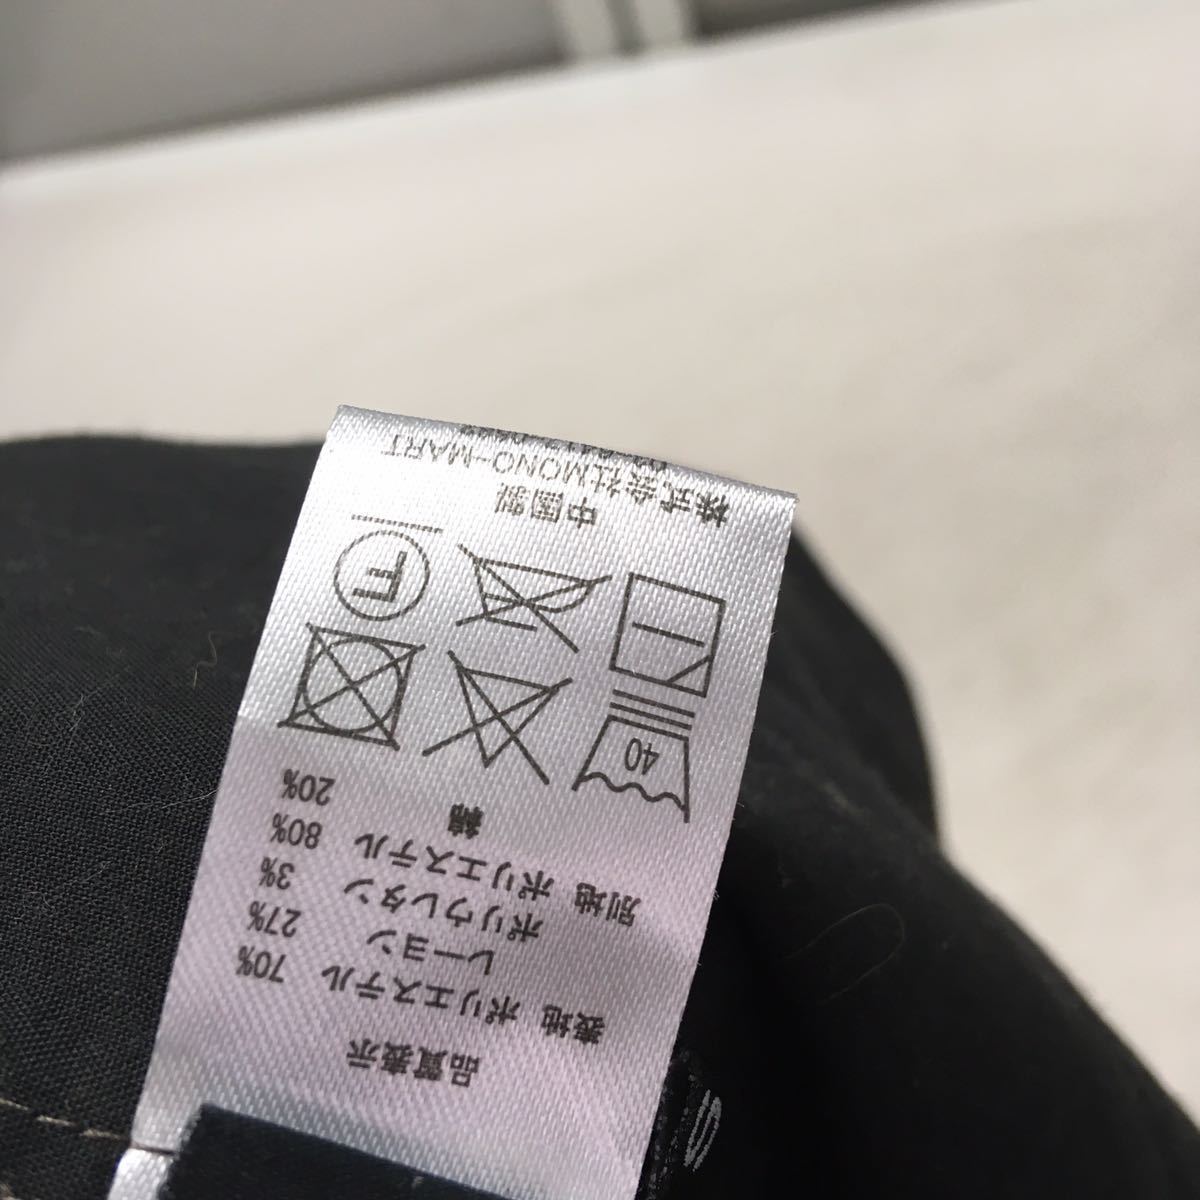 品質表示
表地 ポリエステル 70%
レーヨン 27%
ポリウレタン 3%
別地 ポリエステル 80%
綿 20%
40
F
中国製
株式会社MONO-MART
S